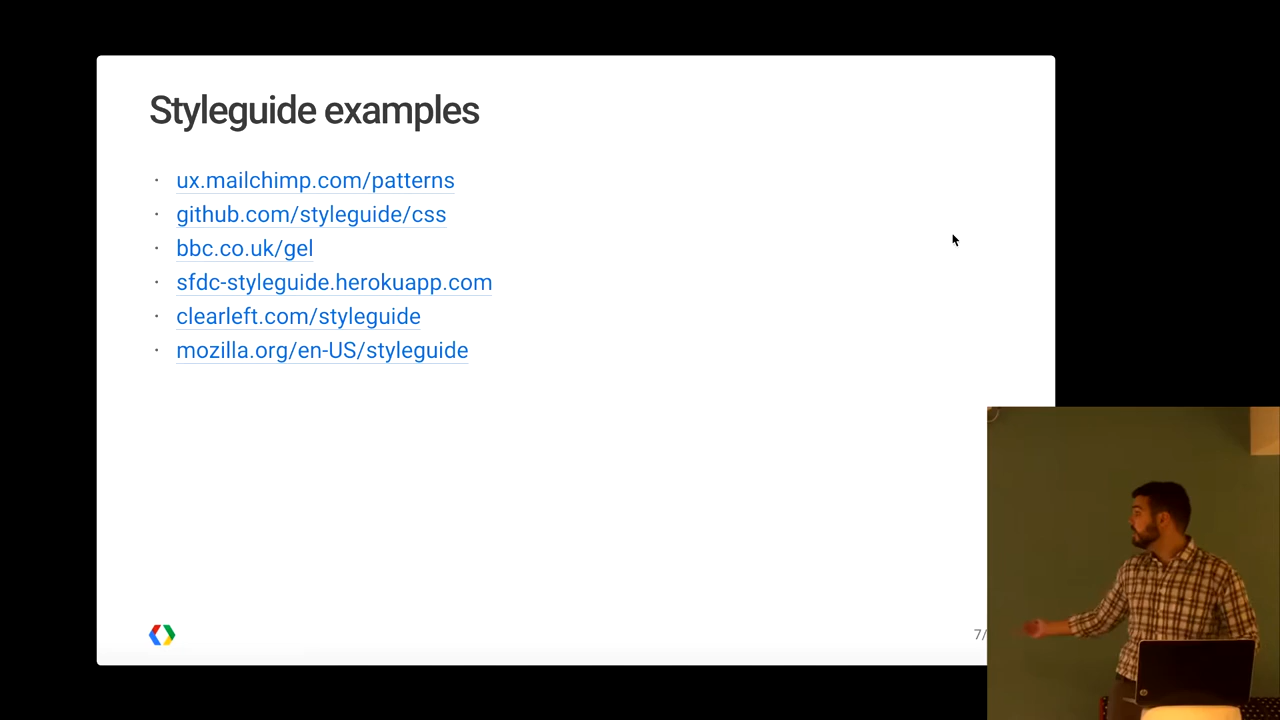 Styleguide examples
ux.mailchimp.com/patterns
github.com/styleguide/css
bbc.co.uk/gel
sfdc-styleguide.herokuapp.com
clearleft.com/styleguide
mozilla.org/en-US/styleguide
7/